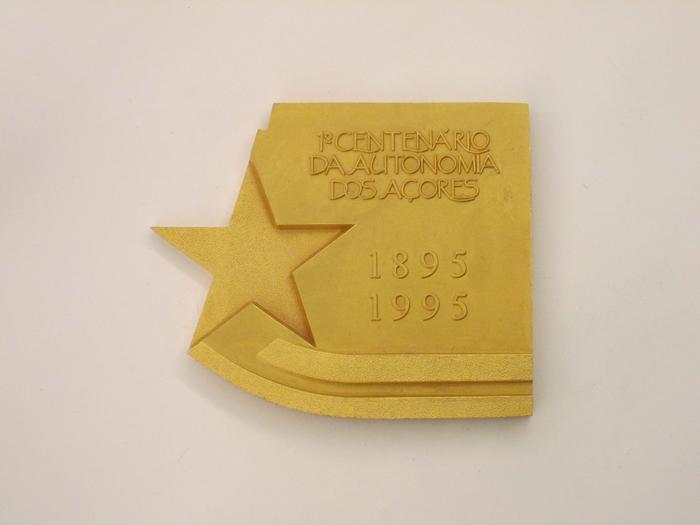 1º CENTENÁRIO
DA AUTONOMIA
DOS AÇORES
1895
1995